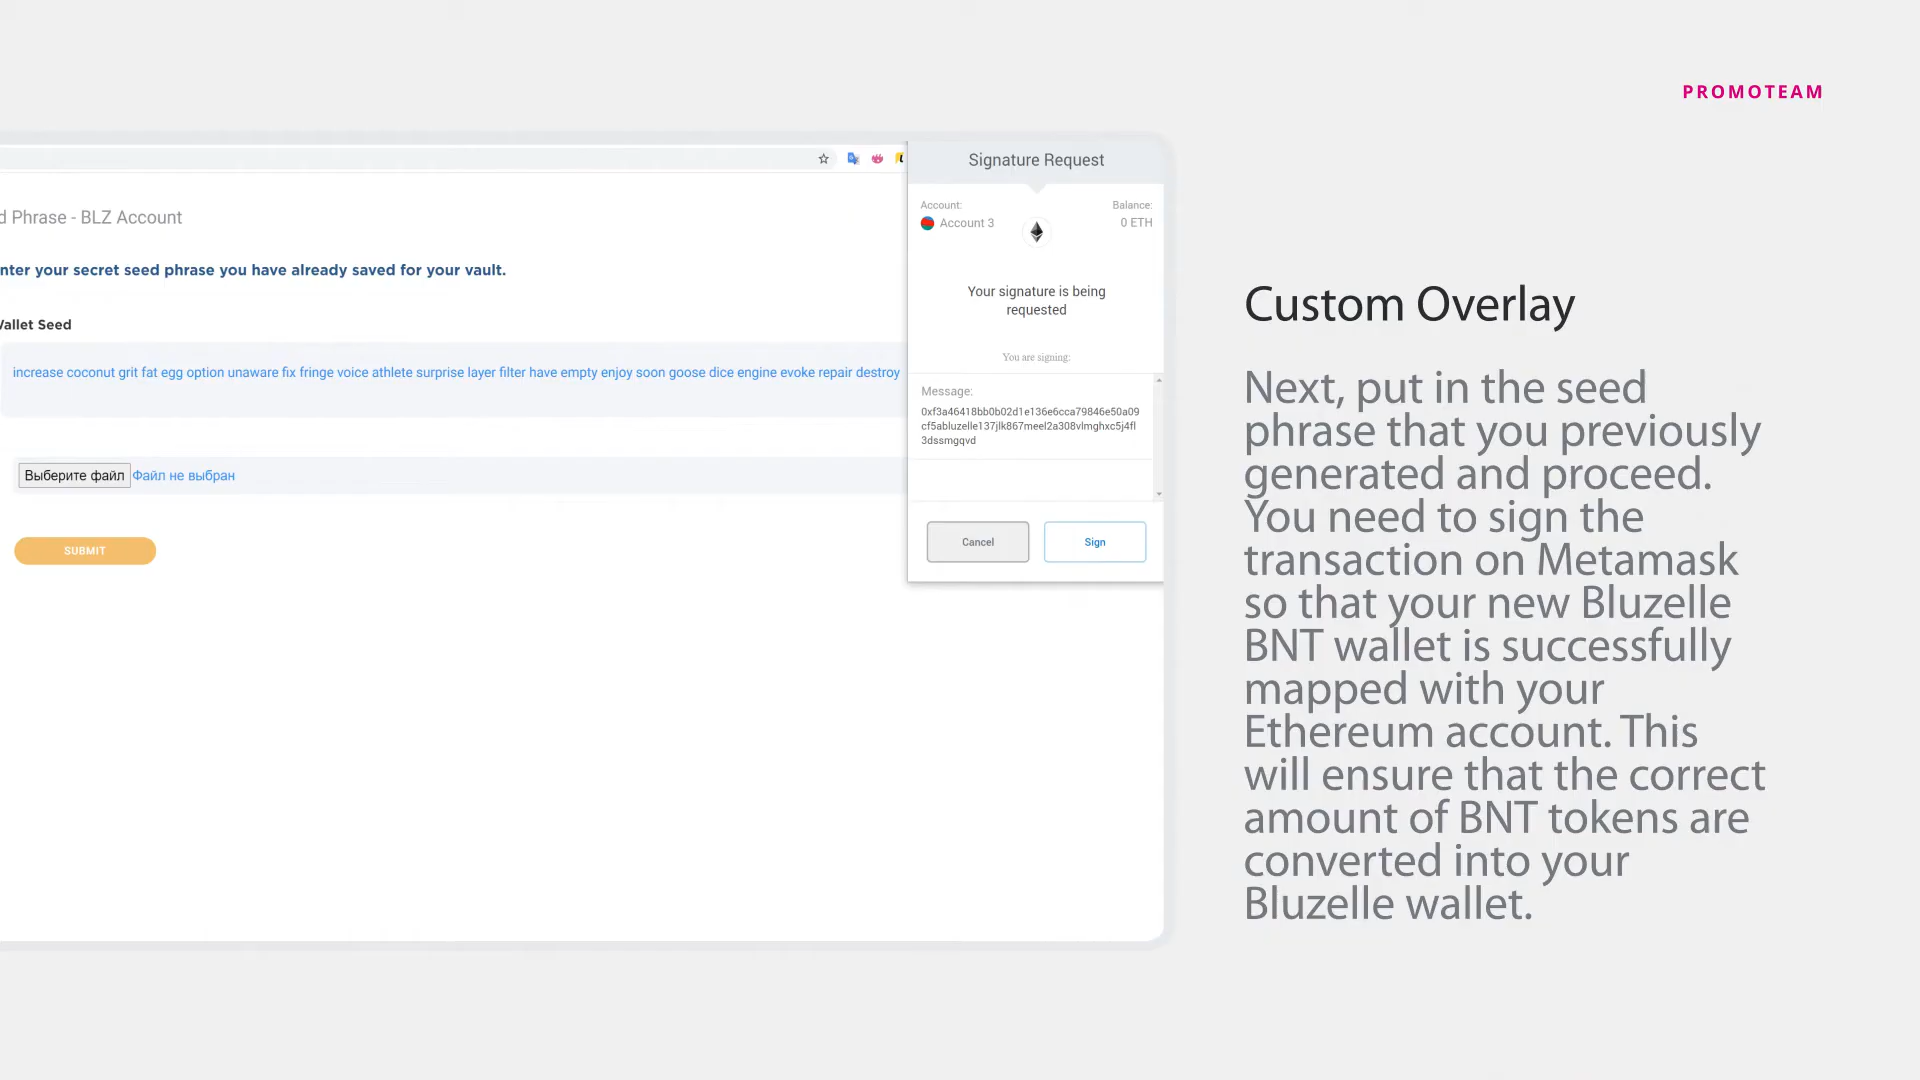 PROMOTEAM
Signature Request
d Phrase - BLZ Account
Account:
Account 3
Balance:
0 ETH
nter your secret seed phrase you have already saved for your vault.
Your signature is being
requested
Wallet Seed
You are signing:
increase coconut grit fat egg option unaware fix fringe voice athlete surprise layer filter have empty enjoy soon goose dice engine evoke repair destroy
Message:
0xf3a46418bb0b02d1e136e6cca79846e50a09
cf5abluzelle137jlk867meel2a308vlmghxc5j4fl
3dssmgqvd
Выберите файл Файл не выбран
Cancel
Sign
SUBMIT
Custom Overlay
Next, put in the seed
phrase that you previously
generated and proceed.
You need to sign the
transaction on Metamask
so that your new Bluzelle
BNT wallet is successfully
mapped with your
Ethereum account. This
will ensure that the correct
amount of BNT tokens are
converted into your
Bluzelle wallet.